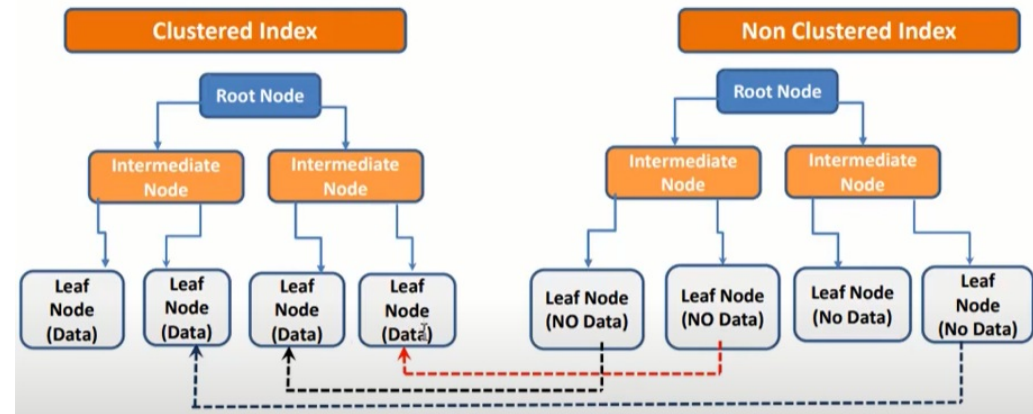 Clustered Index
Non Clustered Index
Root Node
Root Node
Intermediate
Node
Intermediate
Node
Intermediate
Node
Intermediate
Node
Leaf
Node
(Data)
Leaf
Node
(Data)
Leaf
Node
(Data)
Leaf
Node
(Data)
Leaf Node
(NO Data)
Leaf Node
(NO Data)
Leaf Node
(No Data)
Leaf
Node
(No Data)